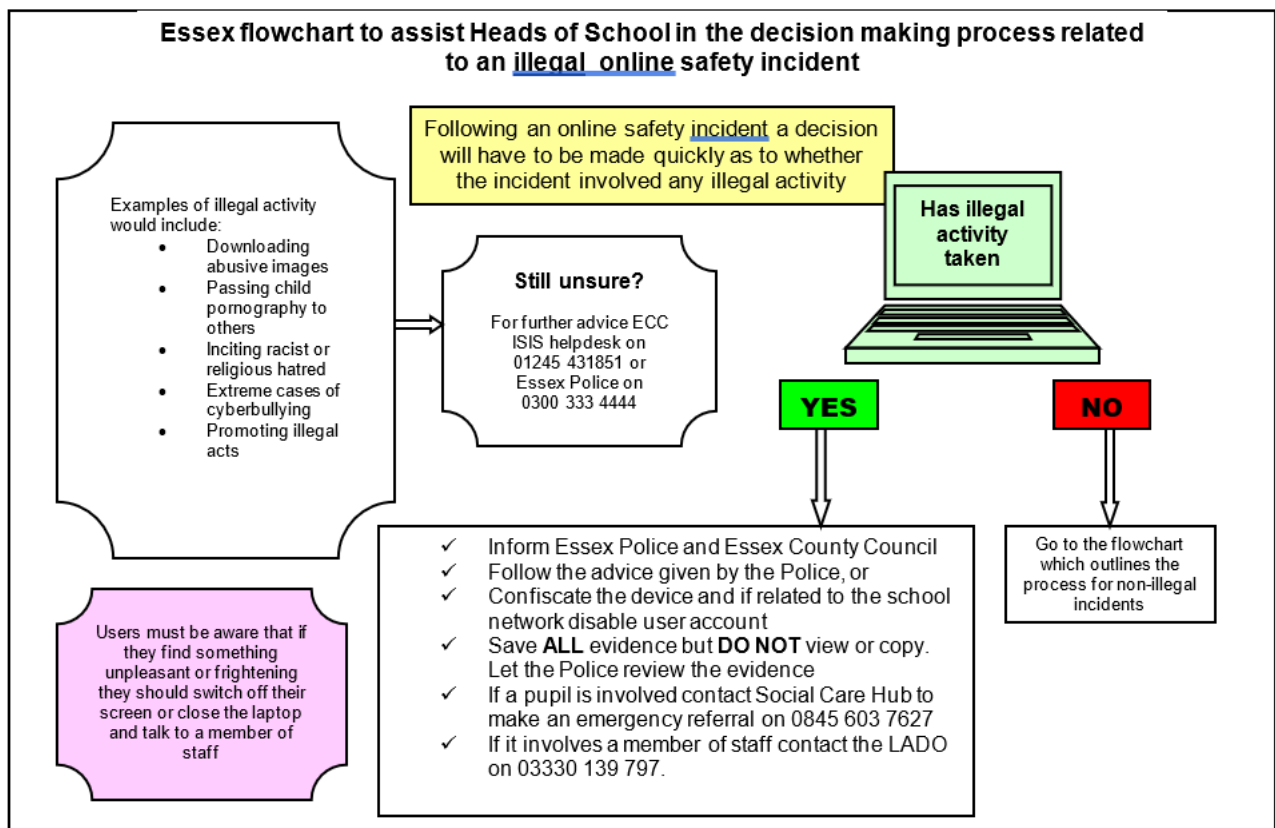 Essex flowchart to assist Heads of School in the decision making process related
to an illegal online safety incident
Following an online safety incident a decision
will have to be made quickly as to whether
the incident involved any illegal activity
Examples of illegal activity
would include:
• Downloading
abusive images
• Passing child
pornography to
others
• Inciting racist or
religious hatred
• Extreme cases of
cyberbullying
• Promoting illegal
acts
Still unsure?
For further advice ECC
ISIS helpdesk on
01245 431851 or
Essex Police on
0300 333 4444
Has illegal
activity
taken
YES
NO
✓ Inform Essex Police and Essex County Council
✓ Follow the advice given by the Police, or
✓ Confiscate the device and if related to the school
network disable user account
✓ Save ALL evidence but DO NOT view or copy.
Let the Police review the evidence
✓ If a pupil is involved contact Social Care Hub to
make an emergency referral on 0845 603 7627
✓ If it involves a member of staff contact the LADO
on 03330 139 797.
Go to the flowchart
which outlines the
process for non-illegal
incidents
Users must be aware that if
they find something
unpleasant or frightening
they should switch off their
screen or close the laptop
and talk to a member of
staff